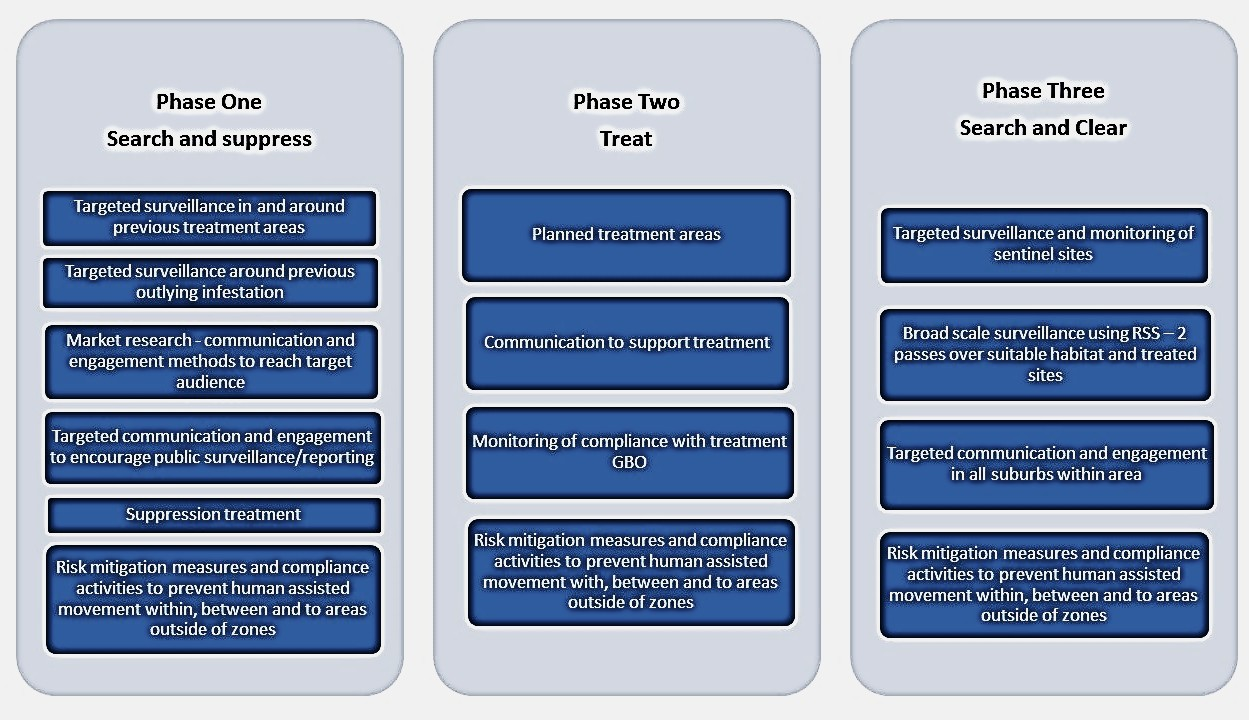 Phase One
Search and suppress
Targeted surveillance in and around
previous treatment areas
Targeted surveillance around previous
outlying infestation
Market research - communication and
engagement methods to reach target
audience
Targeted communication and engagement
to encourage public surveillance/reporting
Suppression treatment
Risk mitigation measures and compliance
activities to prevent human assisted
movement within, between and to areas
outside of zones
Phase Two
Treat
Planned treatment areas
Communication to support treatment
Monitoring of compliance with treatment
GBO
Risk mitigation measures and compliance
activities to prevent human assisted
movement with, between and to areas
outside of zones
Phase Three
Search and Clear
Targeted surveillance and monitoring of
sentinel sites
Broad scale surveillance using RSS – 2
passes over suitable habitat and treated
sites
Targeted communication and engagement
in all suburbs within area
Risk mitigation measures and compliance
activities to prevent human assisted
movement within, between and to areas
outside of zones